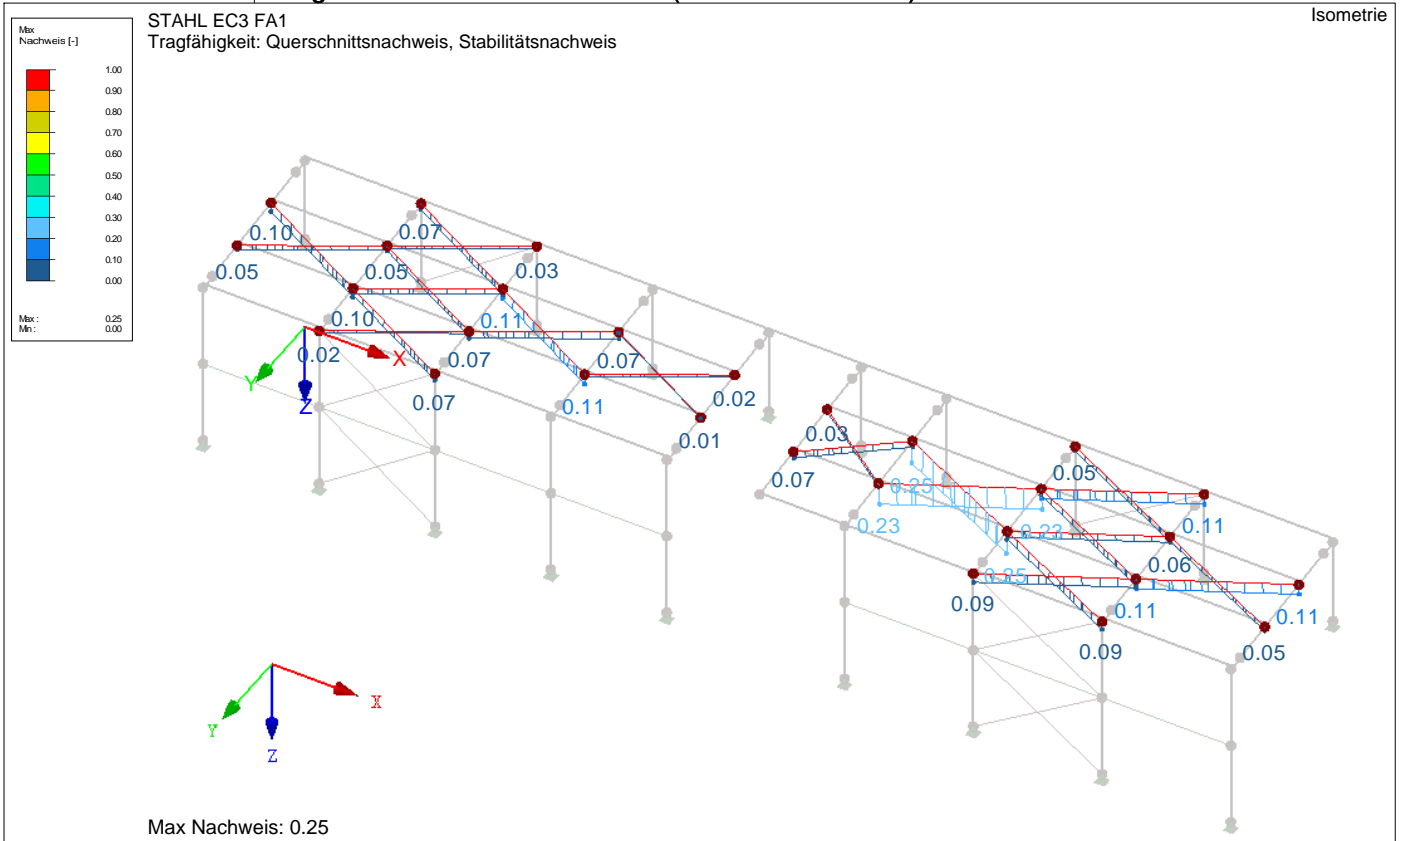 STAHL EC3 FA1
Isometrie
Tragfähigkeit: Querschnittsnachweis, Stabilitätsnachweis
Max
Nachweis [-]
1.00
0.90
0.80
0.70
0.60
0.50
0.40
0.30
0.20
0.10
0.00
Max : 0.25
Min : 0.00
0.10
0.07
0.05
0.05
0.03
0.10
0.11
0.02
X
0.07
0.07
Y
Z
0.07
0.11
0.02
0.01
0.03
0.07
0.05
0.25
0.23
0.23
0.11
0.06
0.25
0.09
0.11
0.11
0.09
0.05
X
Y
Z
Max Nachweis: 0.25